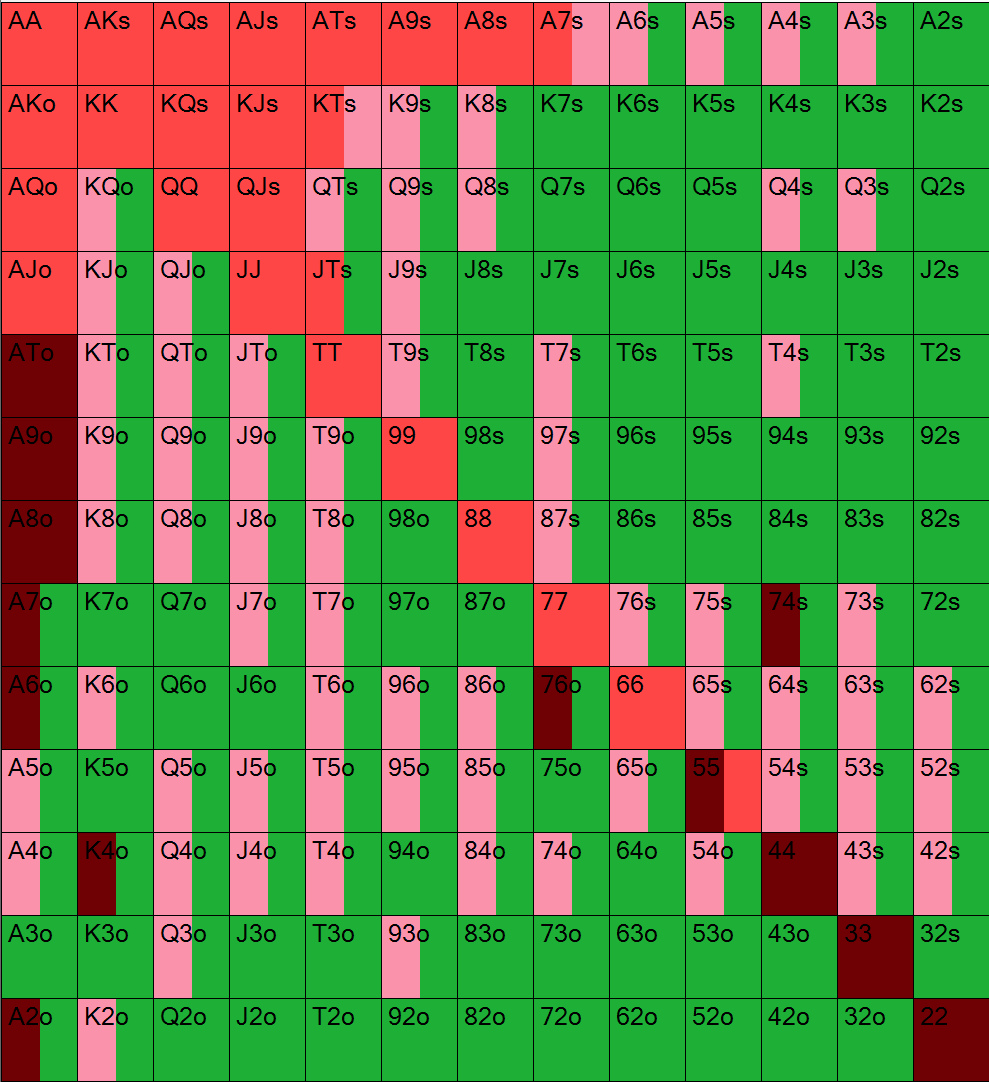 AA AKs AQs AJs ATs A9s A8s A7s A6s A5s A4s A3s A2s
AKo KK KQs KJs KTs K9s K8s K7s K6s K5s K4s K3s K2s
AQo KQo QQ QJs QTs Q9s Q8s Q7s Q6s Q5s Q4s Q3s Q2s
AJo KJo QJo JJ JTs J9s J8s J7s J6s J5s J4s J3s J2s
ATo KTo QTo JTo TT T9s T8s T7s T6s T5s T4s T3s T2s
A9o K9o Q9o J9o T9o 99 98s 97s 96s 95s 94s 93s 92s
A8o K8o Q8o J8o T8o 98o 88 87s 86s 85s 84s 83s 82s
A7o K7o Q7o J7o T7o 97o 87o 77 76s 75s 74s 73s 72s
A6o K6o Q6o J6o T6o 96o 86o 76o 66 65s 64s 63s 62s
A5o K5o Q5o J5o T5o 95o 85o 75o 65o 55 54s 53s 52s
A4o K4o Q4o J4o T4o 94o 84o 74o 64o 54o 44 43s 42s
A3o K3o Q3o J3o T3o 93o 83o 73o 63o 53o 43o 33 32s
A2o K2o Q2o J2o T2o 92o 82o 72o 62o 52o 42o 32o 22